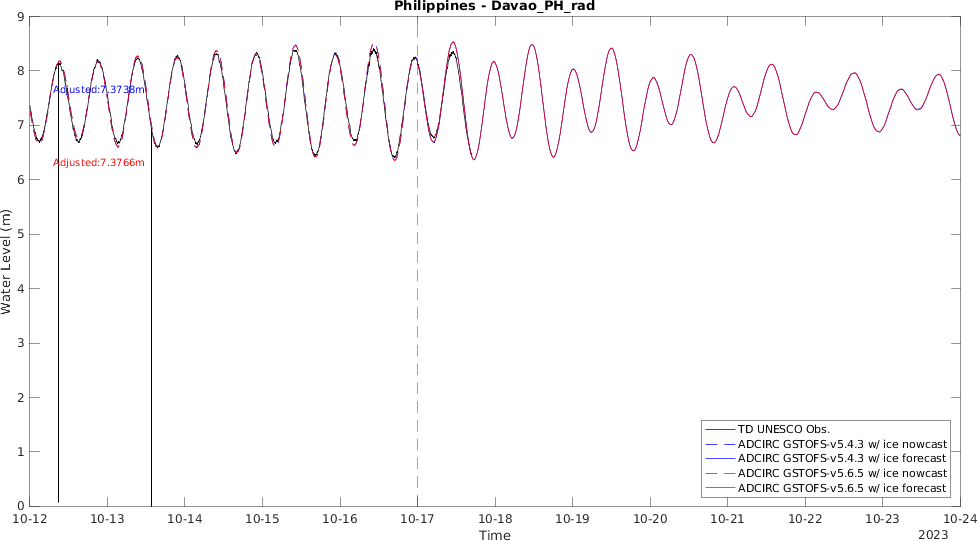 Philippines - Davao_PH_rad
9
8
7
6
5
4
3
2
1
0
Water Level (m)
Adjusted:7.3738m
Adjusted:7.3766m
TD UNESCO Obs.
ADCIRC GSTOFS-v5.4.3 w/ ice nowcast
ADCIRC GSTOFS-v5.4.3 w/ ice forecast
ADCIRC GSTOFS-v5.6.5 w/ ice nowcast
ADCIRC GSTOFS-v5.6.5 w/ ice forecast
10-12 10-13 10-14 10-15 10-16 10-17 10-18 10-19 10-20 10-21 10-22 10-23 10-24
Time
2023